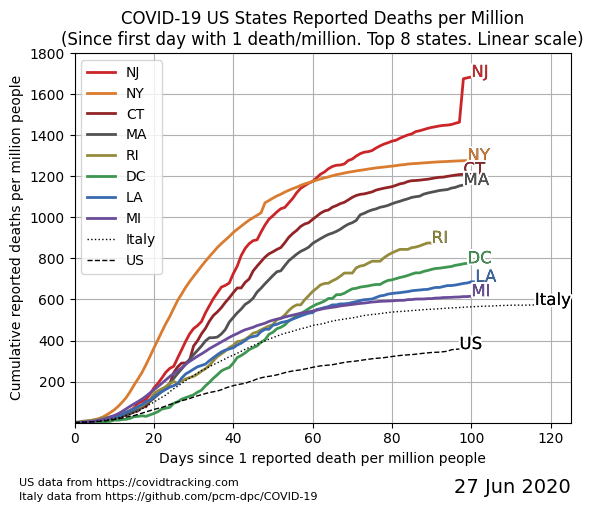 COVID-19 US States Reported Deaths per Million
(Since first day with 1 death/million. Top 8 states. Linear scale)
Cumulative reported deaths per million people
1800
1600
1400
1200
1000
800
600
400
200
NJ
NY
CT
MA
RI
DC
LA
MI
Italy
US
NJ
NY
CT
MA
RI
DC
LA
MI
Italy
US
0 20 40 60 80 100 120
Days since 1 reported death per million people
US data from https://covidtracking.com
Italy data from https://github.com/pcm-dpc/COVID-19
27 Jun 2020